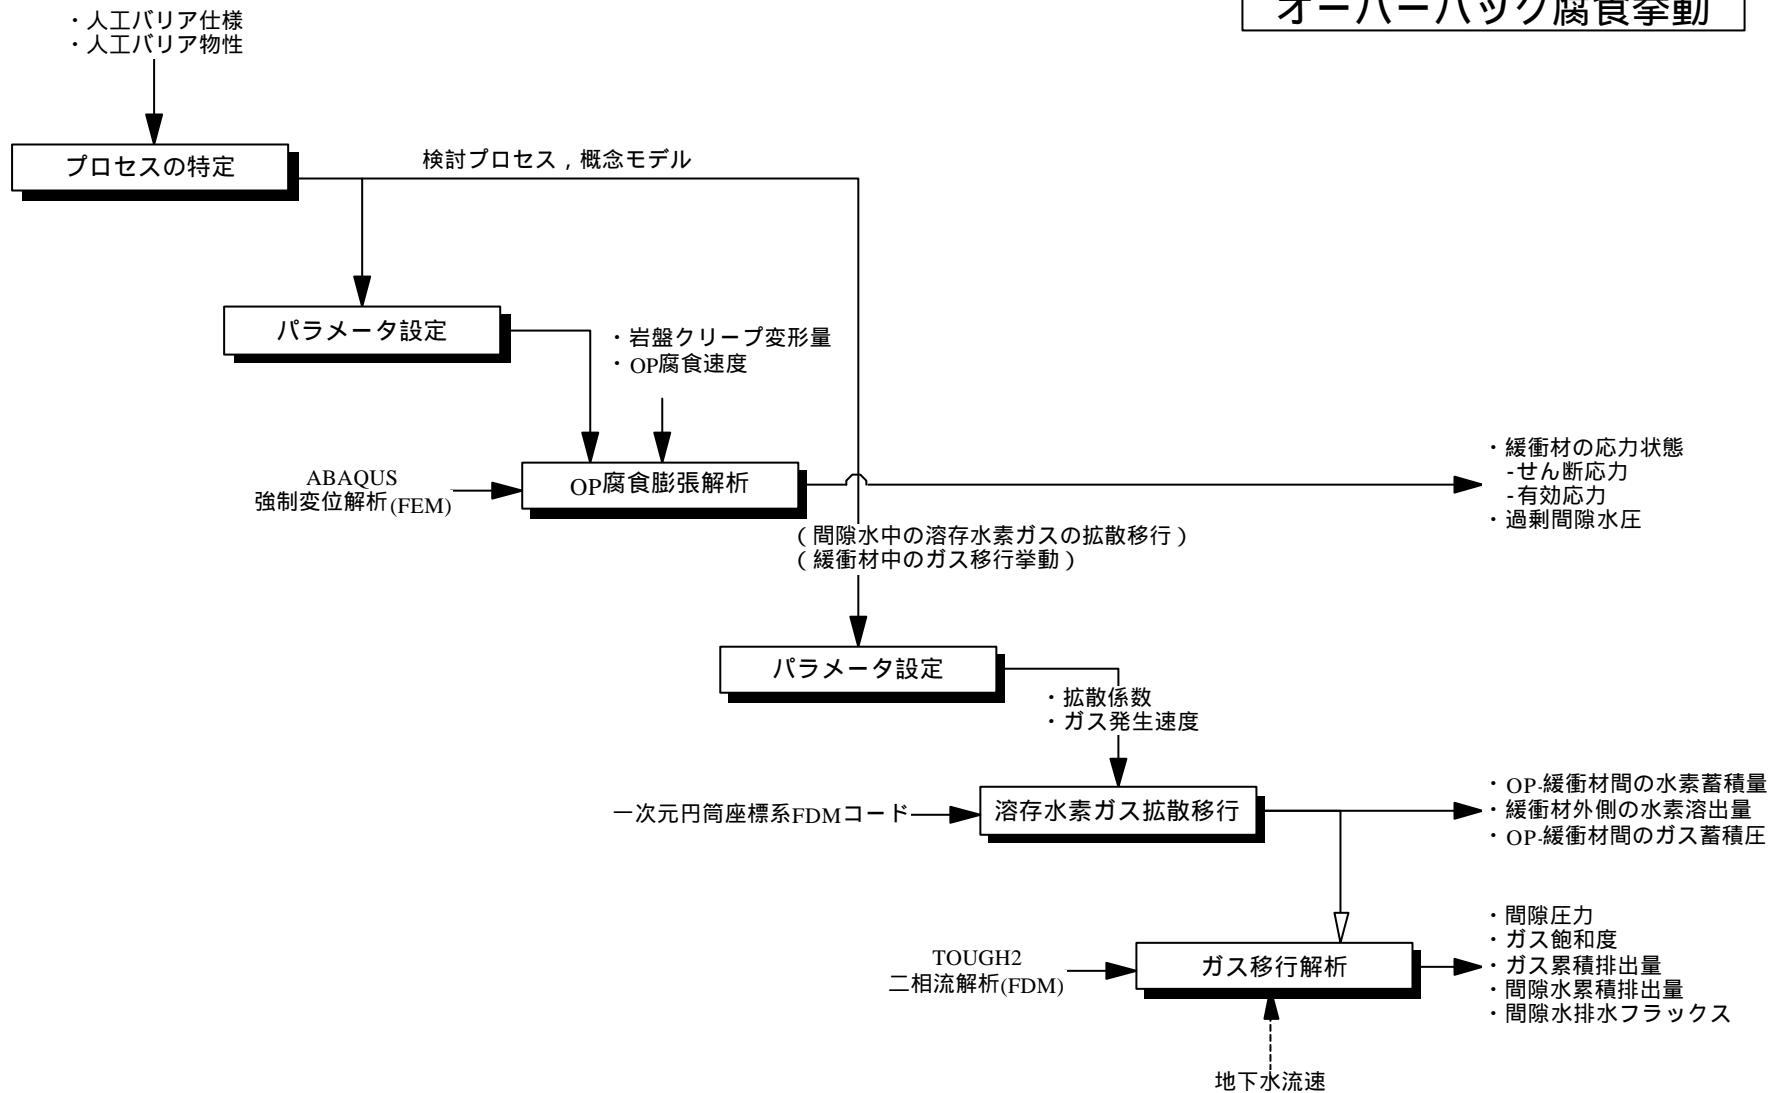 オーバーパック腐食挙動
・人工バリア仕様
・人工バリア物性
プロセスの特定
検討プロセス，概念モデル
パラメータ設定
・岩盤クリープ変形量
・OP腐食速度
ABAQUS
強制変位解析(FEM)
OP腐食膨張解析
・緩衝材の応力状態
-せん断応力
-有効応力
・過剰間隙水圧
（間隙水中の溶存水素ガスの拡散移行）
（緩衝材中のガス移行挙動）
パラメータ設定
・拡散係数
・ガス発生速度
一次元円筒座標系FDMコード
溶存水素ガス拡散移行
・OP-緩衝材間の水素蓄積量
・緩衝材外側の水素溶出量
・OP-緩衝材間のガス蓄積圧
TOUGH2
二相流解析(FDM)
ガス移行解析
・間隙圧力
・ガス飽和度
・ガス累積排出量
・間隙水累積排出量
・間隙水排水フラックス
地下水流速